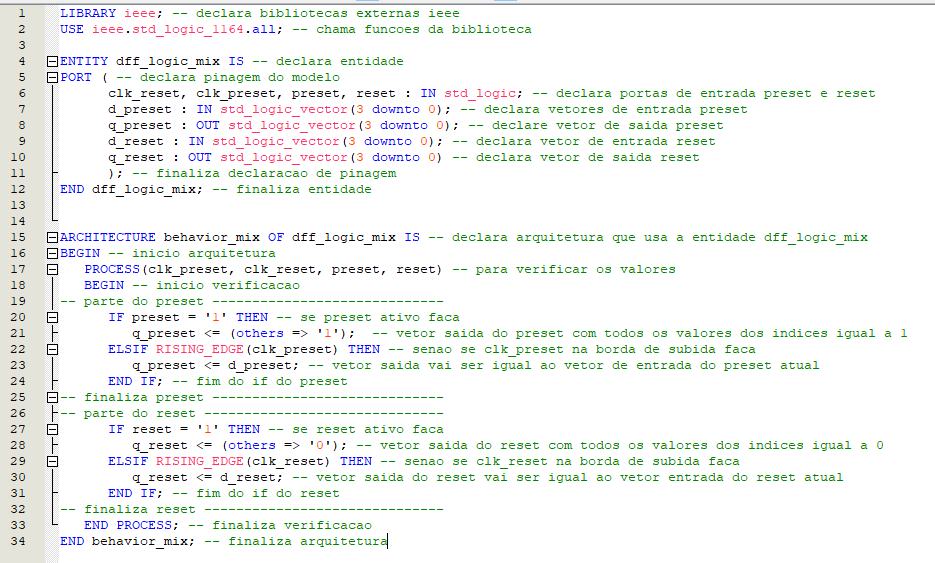 1 LIBRARY ieee; -- declara bibliotecas externas ieee
2 USE ieee.std_logic_1164.all; -- chama funcoes da biblioteca
3
4 ENTITY dff_logic_mix IS -- declara entidade
5 PORT ( -- declara pinagem do modelo
6 clk_reset, clk_preset, preset, reset : IN std_logic; -- declara portas de entrada preset e reset
7 d_preset : IN std_logic_vector(3 downto 0); -- declara vetores de entrada preset
8 q_preset : OUT std_logic_vector(3 downto 0); -- declare vetor de saida preset
9 d_reset : IN std_logic_vector(3 downto 0); -- declara vetor de entrada reset
10 q_reset : OUT std_logic_vector(3 downto 0) -- declara vetor de saida reset
11 ); -- finaliza declaracao de pinagem
12 END dff_logic_mix; -- finaliza entidade
13
14
15 ARCHITECTURE behavior_mix OF dff_logic_mix IS -- declara arquitetura que usa a entidade dff_logic_mix
16 BEGIN -- inicio arquitetura
17 PROCESS(clk_preset, clk_reset, preset, reset) -- para verificar os valores
18 BEGIN -- inicio verificacao
19 -- parte do preset -----------------------------
20 IF preset = '1' THEN -- se preset ativo faca
21 q_preset <= (others => '1'); -- vetor saida do preset com todos os valores dos indices igual a 1
22 ELSIF RISING_EDGE(clk_preset) THEN -- senao se clk_preset na borda de subida faca
23 q_preset <= d_preset; -- vetor saida vai ser igual ao vetor de entrada do preset atual
24 END IF; -- fim do if do preset
25 -- finaliza preset -----------------------------
26 -- parte do reset ------------------------------
27 IF reset = '1' THEN -- se reset ativo faca
28 q_reset <= (others => '0'); -- vetor saida do reset com todos os valores dos indices igual a 0
29 ELSIF RISING_EDGE(clk_reset) THEN -- senao se clk_reset na borda de subida faca
30 q_reset <= d_reset; -- vetor saida do reset vai ser igual ao vetor entrada do reset atual
31 END IF; -- fim do if do reset
32 -- finaliza reset ------------------------------
33 END PROCESS; -- finaliza verificacao
34 END behavior_mix; -- finaliza arquitetura